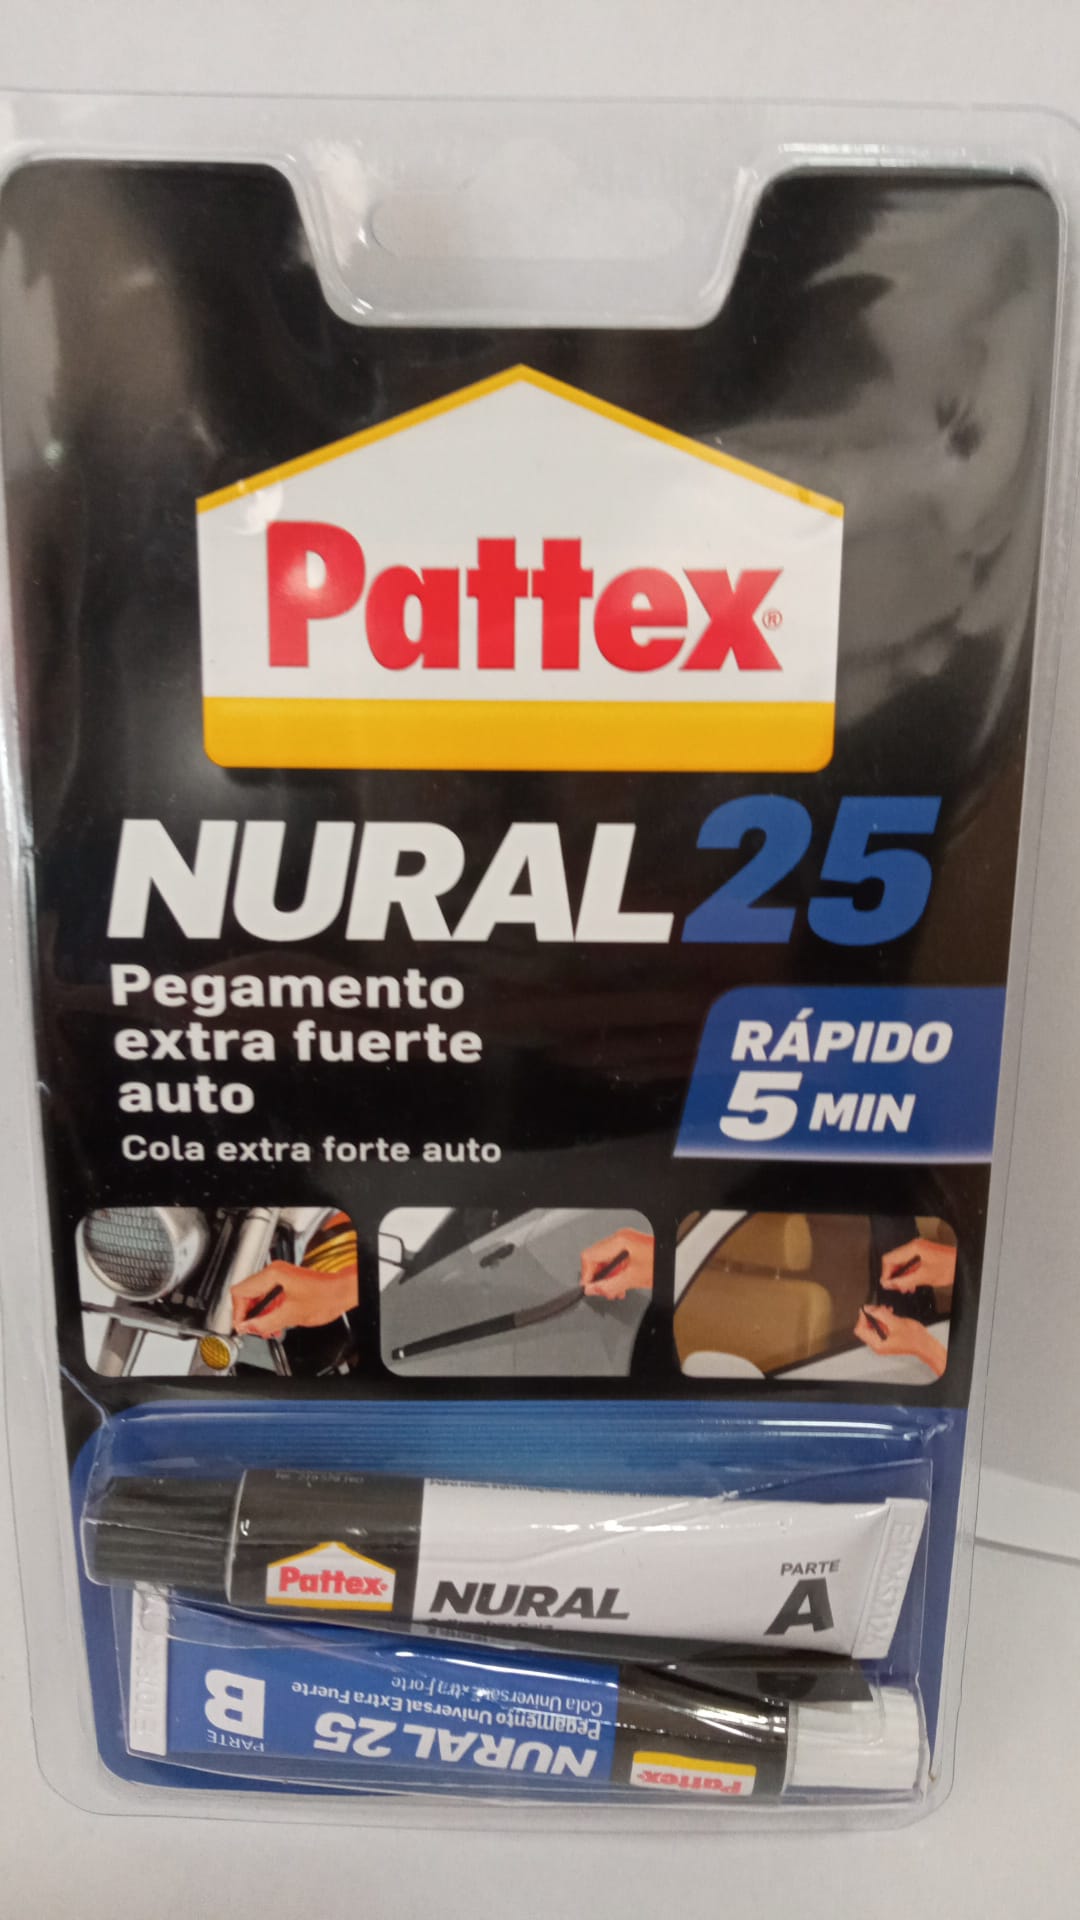 Pattex®
NURAL 25
Pegamento
extra fuerte
auto
Cola extra forte auto
RÁPIDO
5 MIN
Pattex
NURAL
PARTE
A
PARTE
B
NURAL 25
Pegamento Universal Extra Fuerte
Cola Universal Extra Forte
Pattex